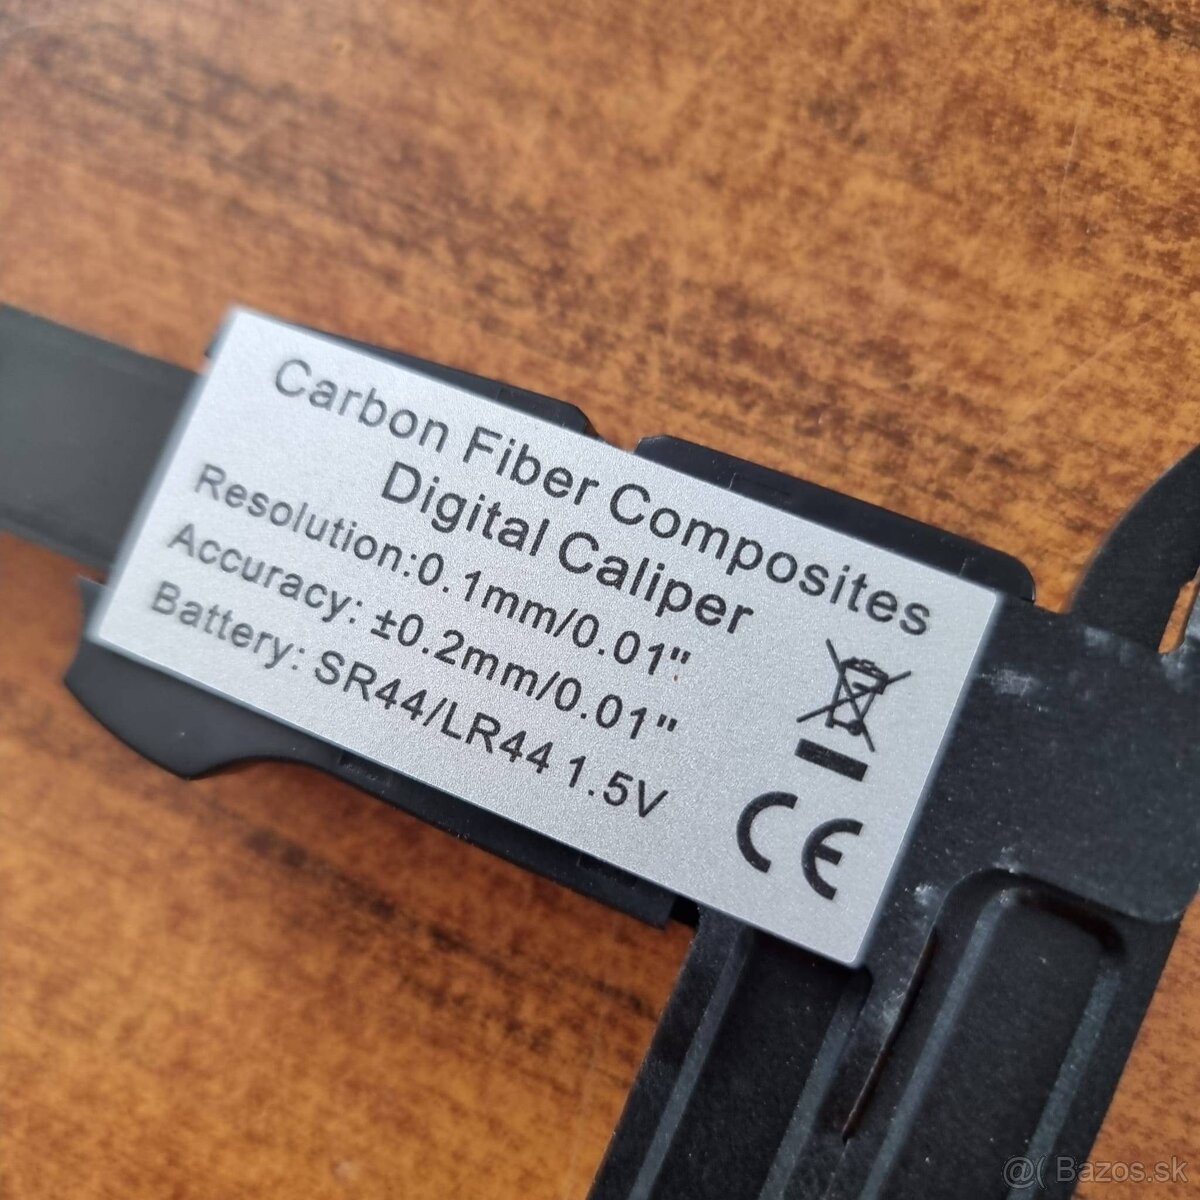 Carbon Fiber Composites
Digital Caliper
Resolution:0.1mm/0.01"
Accuracy: ±0.2mm/0.01"
Battery: SR44/LR44 1.5V
CE
@( Bazos.sk